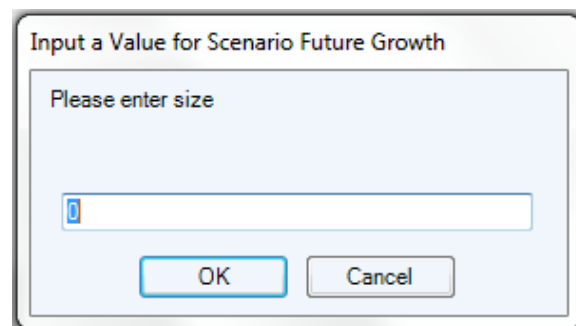 Input a Value for Scenario Future Growth
Please enter size
0
OK
Cancel